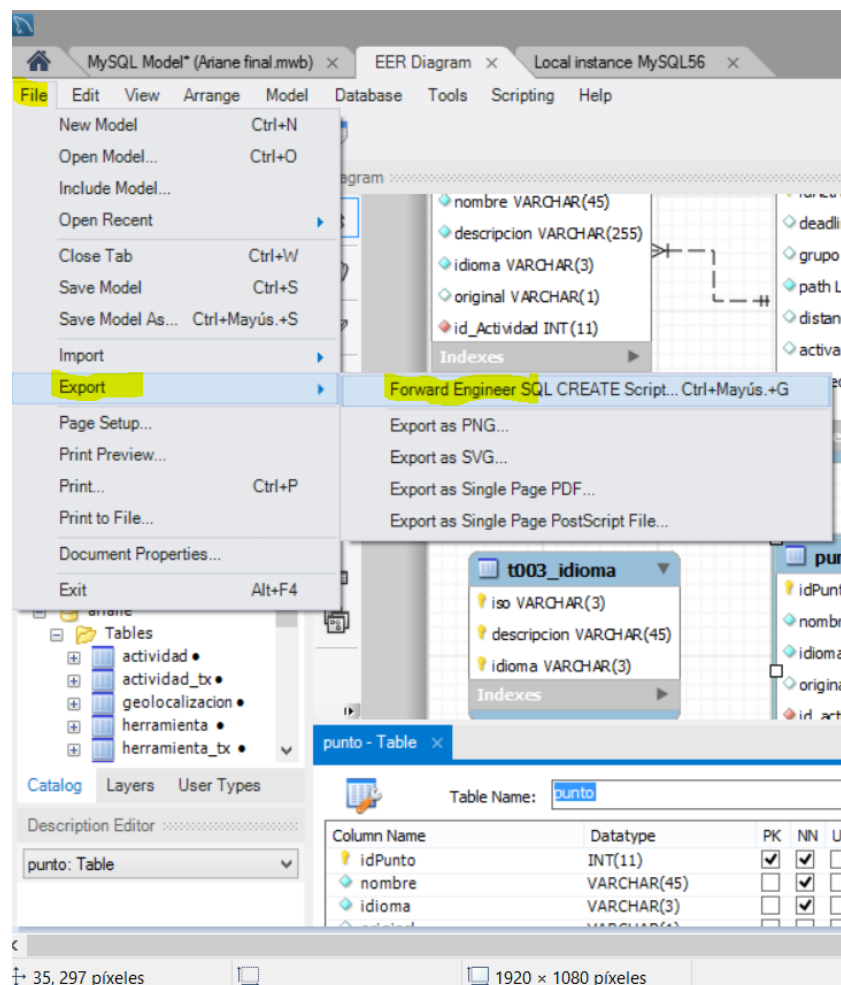 MySQL Model* (Ariane final.mwb) × EER Diagram × Local instance MySQL56 ×
File Edit View Arrange Model Database Tools Scripting Help
New Model Ctrl+N
Open Model... Ctrl+O
Include Model...
Open Recent
Close Tab Ctrl+W
Save Model Ctrl+S
Save Model As... Ctrl+Mayús.+S
Import
Export
Page Setup...
Print Preview...
Print... Ctrl+P
Print to File...
Document Properties...
Exit Alt+F4
Forward Engineer SQL CREATE Script... Ctrl+Mayús.+G
Export as PNG...
Export as SVG...
Export as Single Page PDF...
Export as Single Page PostScript File...
agram
nombre VARCHAR(45)
descripcion VARCHAR(255)
idioma VARCHAR(3)
original VARCHAR(1)
id_Actividad INT(11)
Indexes
deadli
grupo
path L
distan
activa
t003_idioma
iso VARCHAR(3)
descripcion VARCHAR(45)
idioma VARCHAR(3)
Indexes
pun
idPunt
nombr
idioma
origina
id_act
ariane
Tables
actividad
actividad_tx
geolocalizacion
herramienta
herramienta_tx
Catalog Layers User Types
Description Editor
punto: Table
punto - Table ×
Table Name: punto
Column Name Datatype PK NN U
idPunto INT(11)
nombre VARCHAR(45)
idioma VARCHAR(3)
35, 297 píxeles 1920 × 1080 píxeles